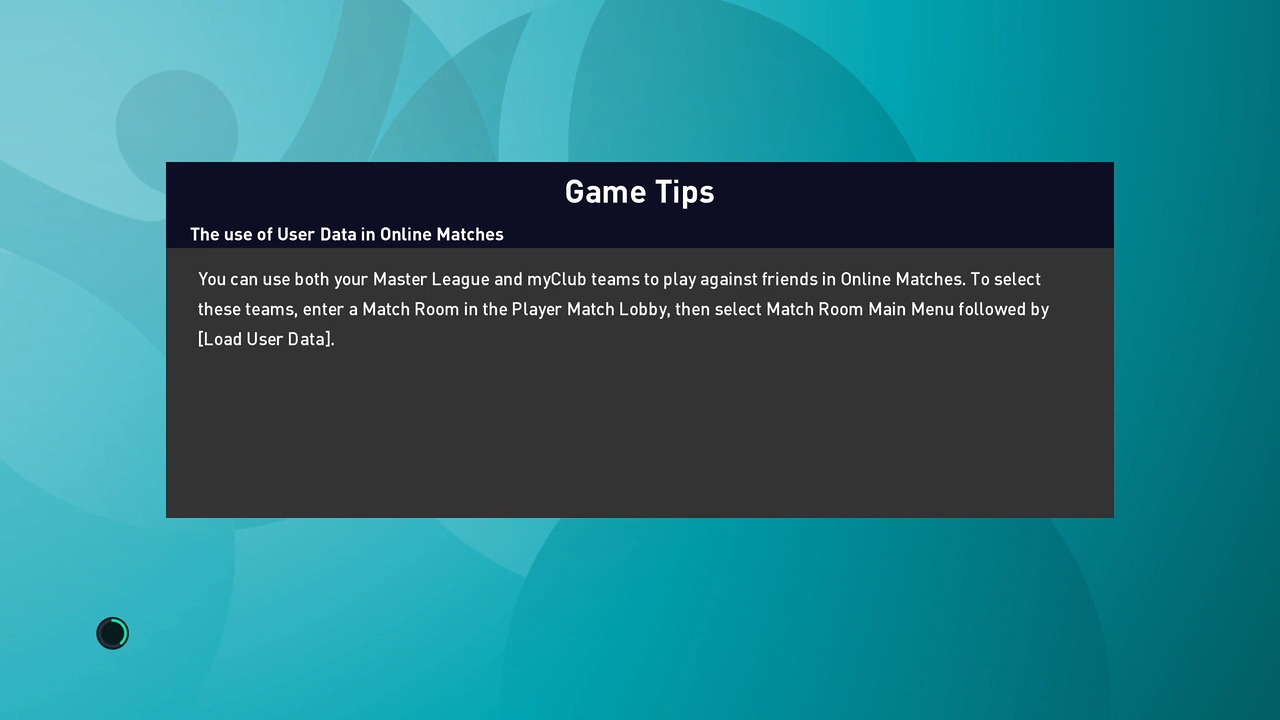 Game Tips
The use of User Data in Online Matches
You can use both your Master League and myClub teams to play against friends in Online Matches. To select
these teams, enter a Match Room in the Player Match Lobby, then select Match Room Main Menu followed by
[Load User Data].